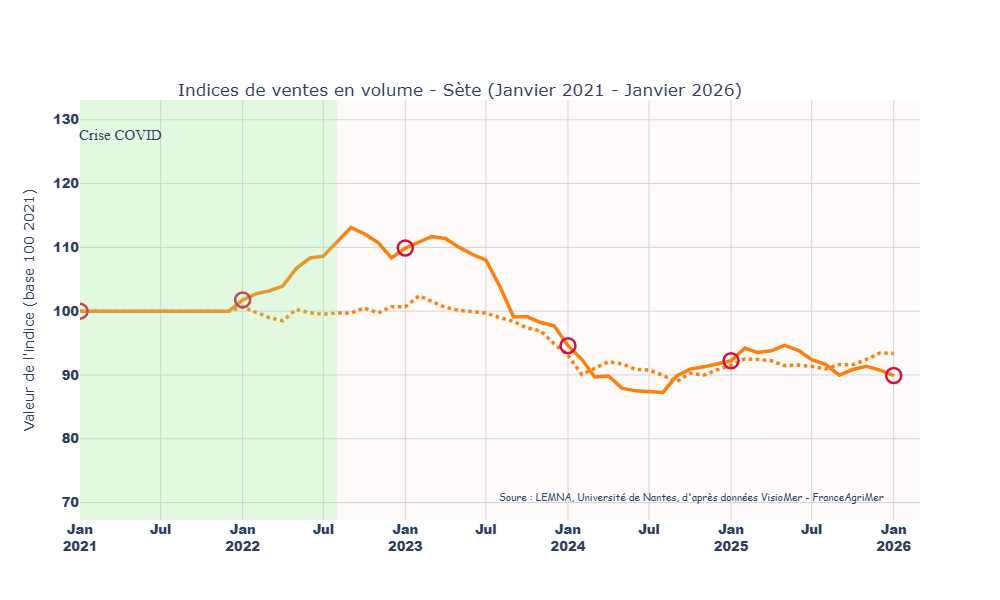 Indices de ventes en volume - Sète (Janvier 2021 - Janvier 2026)
Valeur de l'indice (base 100 2021)
130
Crise COVID
120
110
100
90
80
70
Soure : LEMNA, Université de Nantes, d'après données VisioMer - FranceAgriMer
Jan Jul Jan Jul Jan Jul Jan Jul Jan Jul Jan
2021 2022 2023 2024 2025 2026